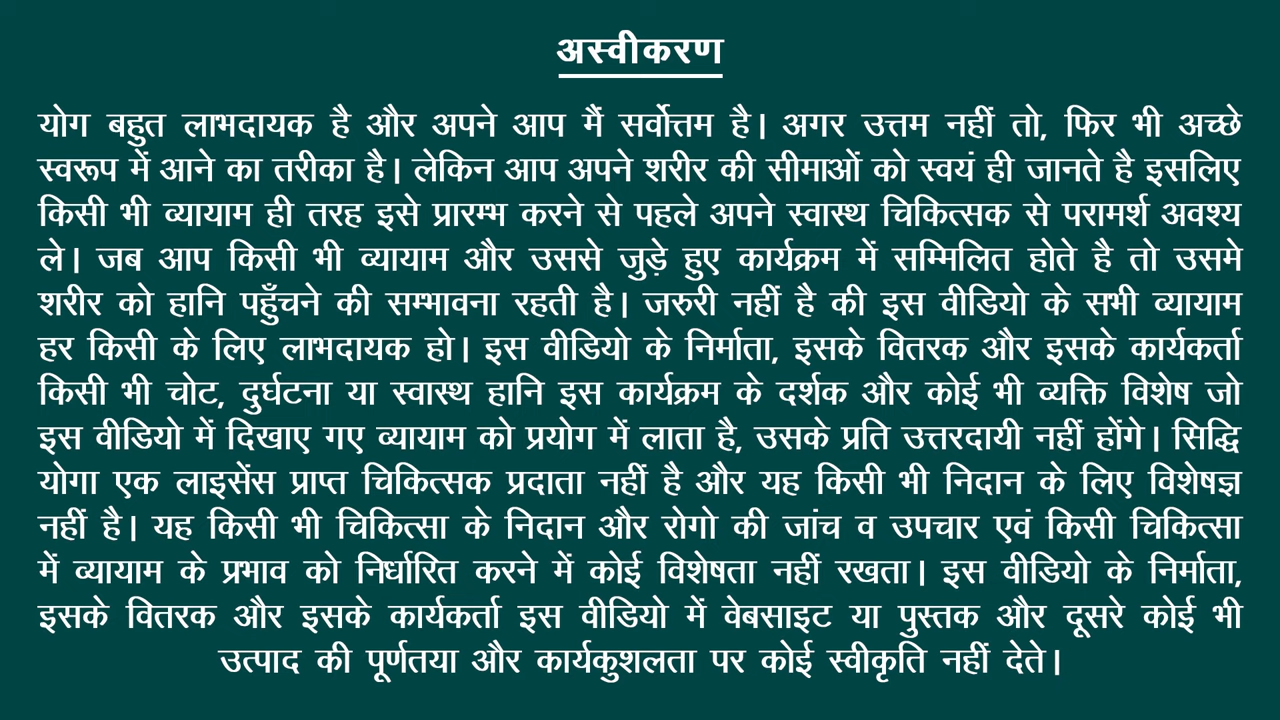 अस्वीकरण
योग बहुत लाभदायक है और अपने आप मैं सर्वोत्तम है। अगर उत्तम नहीं तो, फिर भी अच्छे
स्वरूप में आने का तरीका है। लेकिन आप अपने शरीर की सीमाओं को स्वयं ही जानते है इसलिए
किसी भी व्यायाम ही तरह इसे प्रारम्भ करने से पहले अपने स्वास्थ चिकित्सक से परामर्श अवश्य
ले। जब आप किसी भी व्यायाम और उससे जुड़े हुए कार्यक्रम में सम्मिलित होते है तो उसमे
शरीर को हानि पहुँचने की सम्भावना रहती है। जरुरी नहीं है की इस वीडियो के सभी व्यायाम
हर किसी के लिए लाभदायक हो। इस वीडियो के निर्माता, इसके वितरक और इसके कार्यकर्ता
किसी भी चोट, दुर्घटना या स्वास्थ हानि इस कार्यक्रम के दर्शक और कोई भी व्यक्ति विशेष जो
इस वीडियो में दिखाए गए व्यायाम को प्रयोग में लाता है, उसके प्रति उत्तरदायी नहीं होंगे। सिद्धि
योगा एक लाइसेंस प्राप्त चिकित्सक प्रदाता नहीं है और यह किसी भी निदान के लिए विशेषज्ञ
नहीं है। यह किसी भी चिकित्सा के निदान और रोगो की जांच व उपचार एवं किसी चिकित्सा
में व्यायाम के प्रभाव को निर्धारित करने में कोई विशेषता नहीं रखता। इस वीडियो के निर्माता,
इसके वितरक और इसके कार्यकर्ता इस वीडियो में वेबसाइट या पुस्तक और दूसरे कोई भी
उत्पाद की पूर्णतया और कार्यकुशलता पर कोई स्वीकृति नहीं देते।